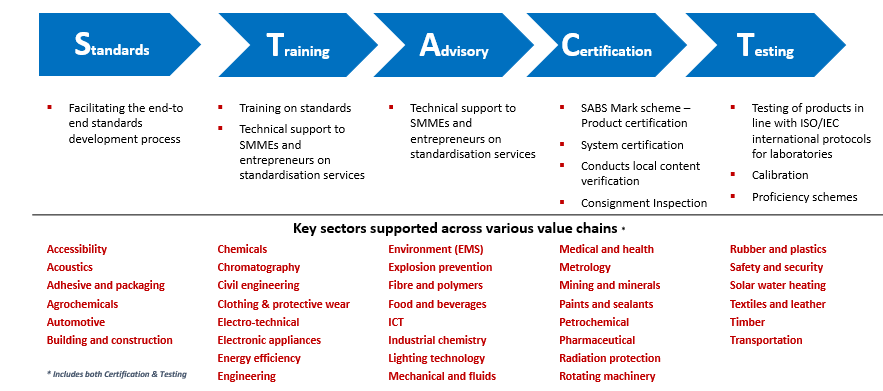 Standards
Training
Advisory
Certification
Testing
▪ Facilitating the end-to
end standards
development process
▪ Training on standards
▪ Technical support to
SMMEs and
entrepreneurs on
standardisation services
▪ Technical support to
SMMEs and
entrepreneurs on
standardisation services
▪ SABS Mark scheme –
Product certification
▪ System certification
▪ Conducts local content
verification
▪ Consignment Inspection
▪ Testing of products in
line with ISO/IEC
international protocols
for laboratories
▪ Calibration
▪ Proficiency schemes
Key sectors supported across various value chains *
Accessibility
Acoustics
Adhesive and packaging
Agrochemicals
Automotive
Building and construction
Chemicals
Chromatography
Civil engineering
Clothing & protective wear
Electro-technical
Electronic appliances
Energy efficiency
Engineering
Environment (EMS)
Explosion prevention
Fibre and polymers
Food and beverages
ICT
Industrial chemistry
Lighting technology
Mechanical and fluids
Medical and health
Metrology
Mining and minerals
Paints and sealants
Petrochemical
Pharmaceutical
Radiation protection
Rotating machinery
Rubber and plastics
Safety and security
Solar water heating
Textiles and leather
Timber
Transportation
* Includes both Certification & Testing